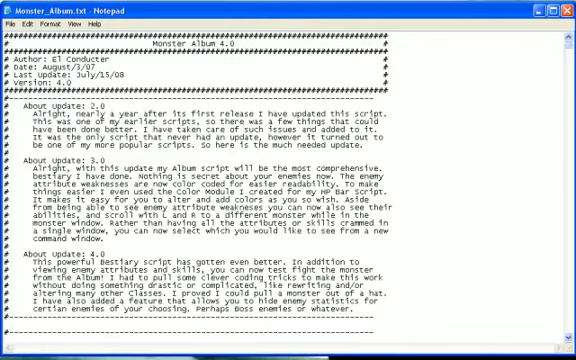 Monster_Album.txt - Notepad
File Edit Format View Help
################################################################################
# Monster Album 4.0 #
################################################################################
# Author: El Conducter #
# Date: August/3/07 #
# Last Update: July/15/08 #
# Version: 4.0 #
################################################################################
#------------------------------------------------------------------------------
# About Update: 2.0
# Alright, nearly a year after its first release I have updated this script.
# This was one of my earlier scripts, so there was a few things that could
# have been done better. I have taken care of such issues and added to it.
# It was the only script that never had an update, however it turned out to
# be one of my more popular scripts. So here is the much needed update.
#
# About Update: 3.0
# Alright, with this update my Album script will be the most comprehensive.
# bestiary I have done. Nothing is secret about your enemies now. The enemy
# attribute weaknesses are now color coded for easier readability. To make
# things easier I even used the Color Module I created for my HP Bar Script.
# It makes it easy for you to alter and add colors as you so wish. Aside
# from being able to see enemy attribute weakneses you can now also see their
# abilities, and scroll with L and R to a different monster while in the
# monster window. Rather than having all the attributes or skills crammed in
# a single window, you can now select which you would like to see from a new
# command window.
#
# About Update: 4.0
# This powerful Bestiary script has gotten even better. In addition to
# viewing enemy attributes and skills, you can now test fight the monster
# from the Album! I had to pull some clever coding tricks to make this work
# without doing something drastic or complicated, like rewriting and/or
# altering many other Classes. I proved I could pull a monster out of a hat.
# I have also added a feature that allows you to hide enemy statistics for
# certian enemies of your choosing. Perhaps Boss enemies or whatever.
#------------------------------------------------------------------------------
#
#------------------------------------------------------------------------------